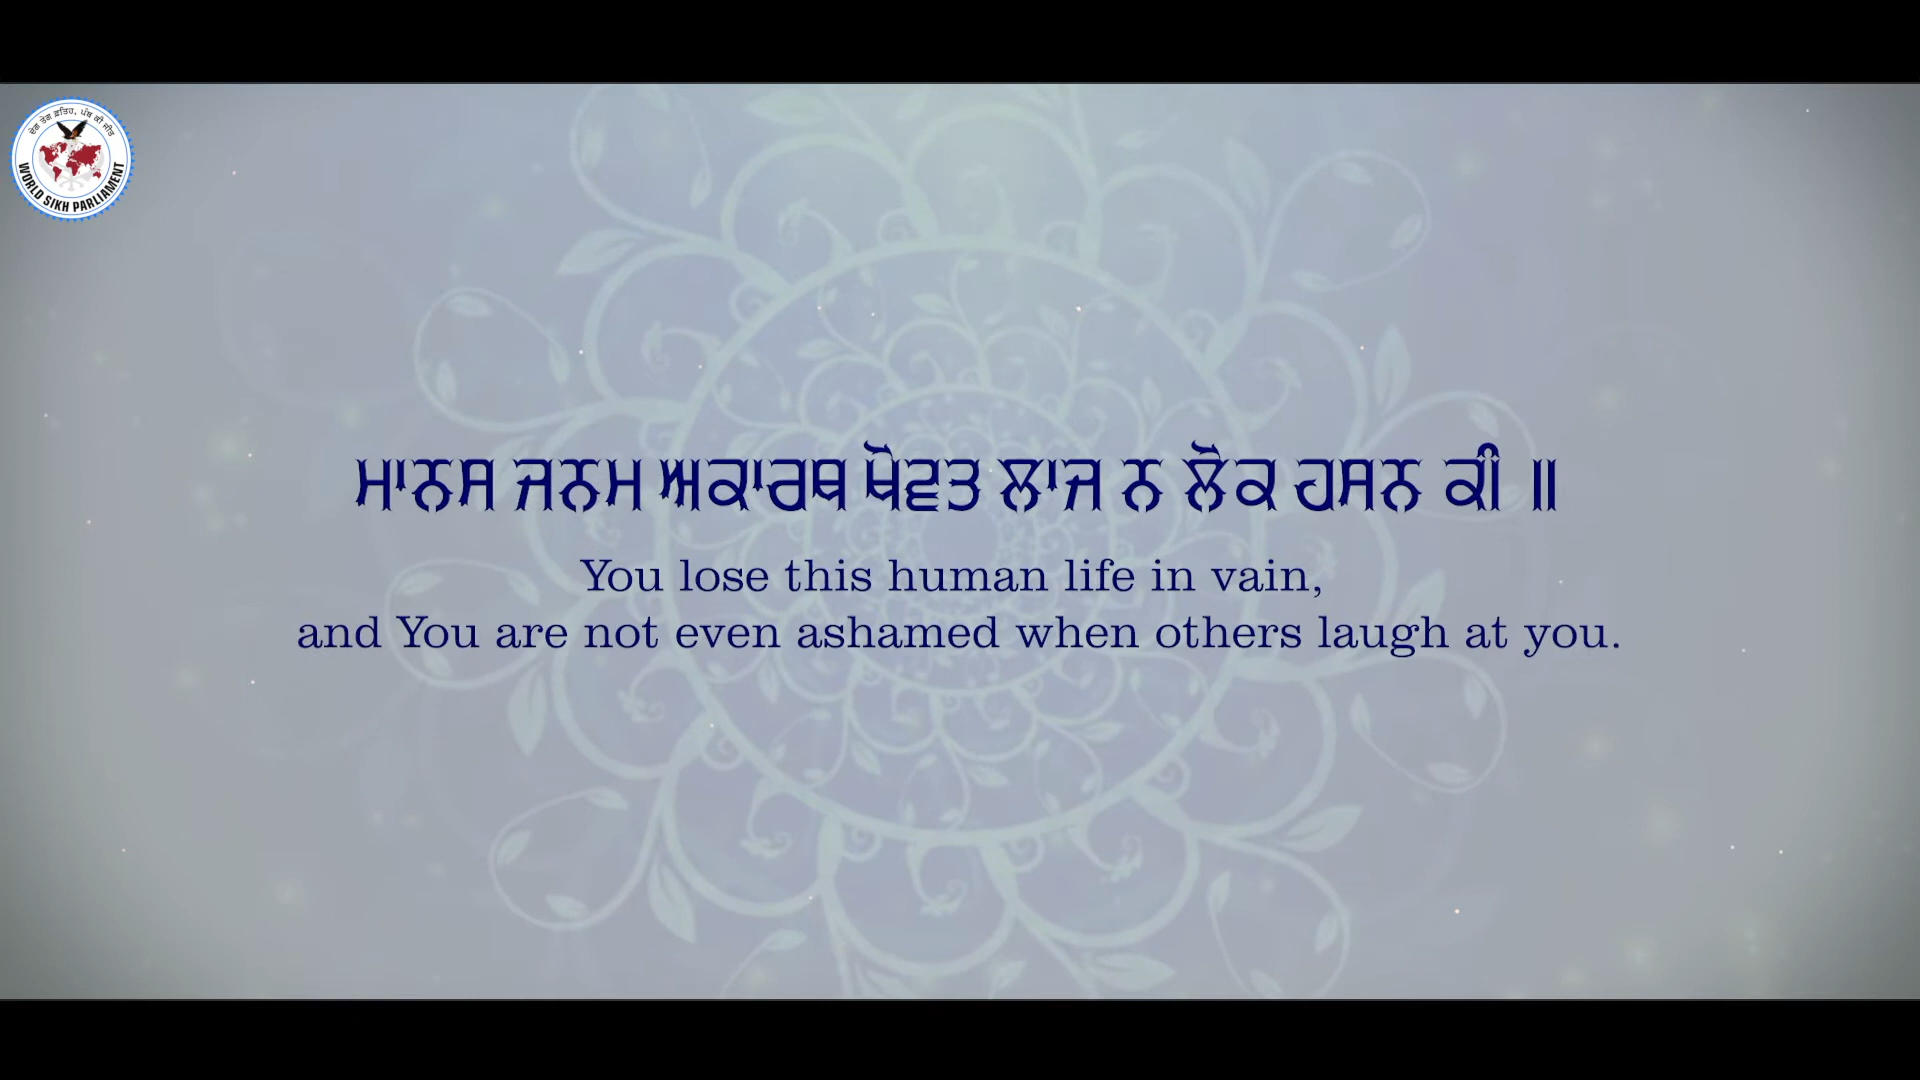 ਦੇਗ ਤੇਗ ਫ਼ਤਿਹ, ਪੰਥ ਕੀ ਜੀਤ
WORLD SIKH PARLIAMENT
ਮਾਨਸ ਜਨਮ ਅਕਾਰਥ ਖੋਵਤ ਲਾਜ ਨ ਲੋਕ ਹਸਨ ਕੀ ॥
You lose this human life in vain,
and You are not even ashamed when others laugh at you.